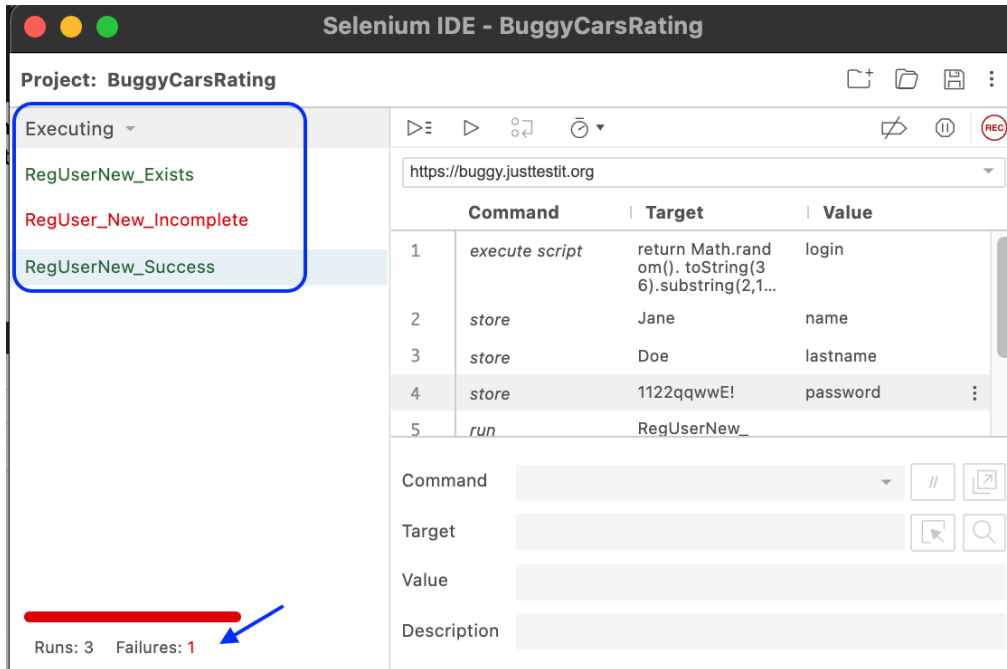 Selenium IDE - BuggyCarsRating
Project: BuggyCarsRating
Executing
RegUserNew_Exists
RegUser_New_Incomplete
RegUserNew_Success
Runs: 3 Failures: 1
REC
https://buggy.justtestit.org
Command Target Value
1 execute script return Math.rand login
om(). toString(3
6).substring(2,1...
2 store Jane name
3 store Doe lastname
4 store 1122qqwwE! password
5 run RegUserNew_
Command
//
Target
Value
Description